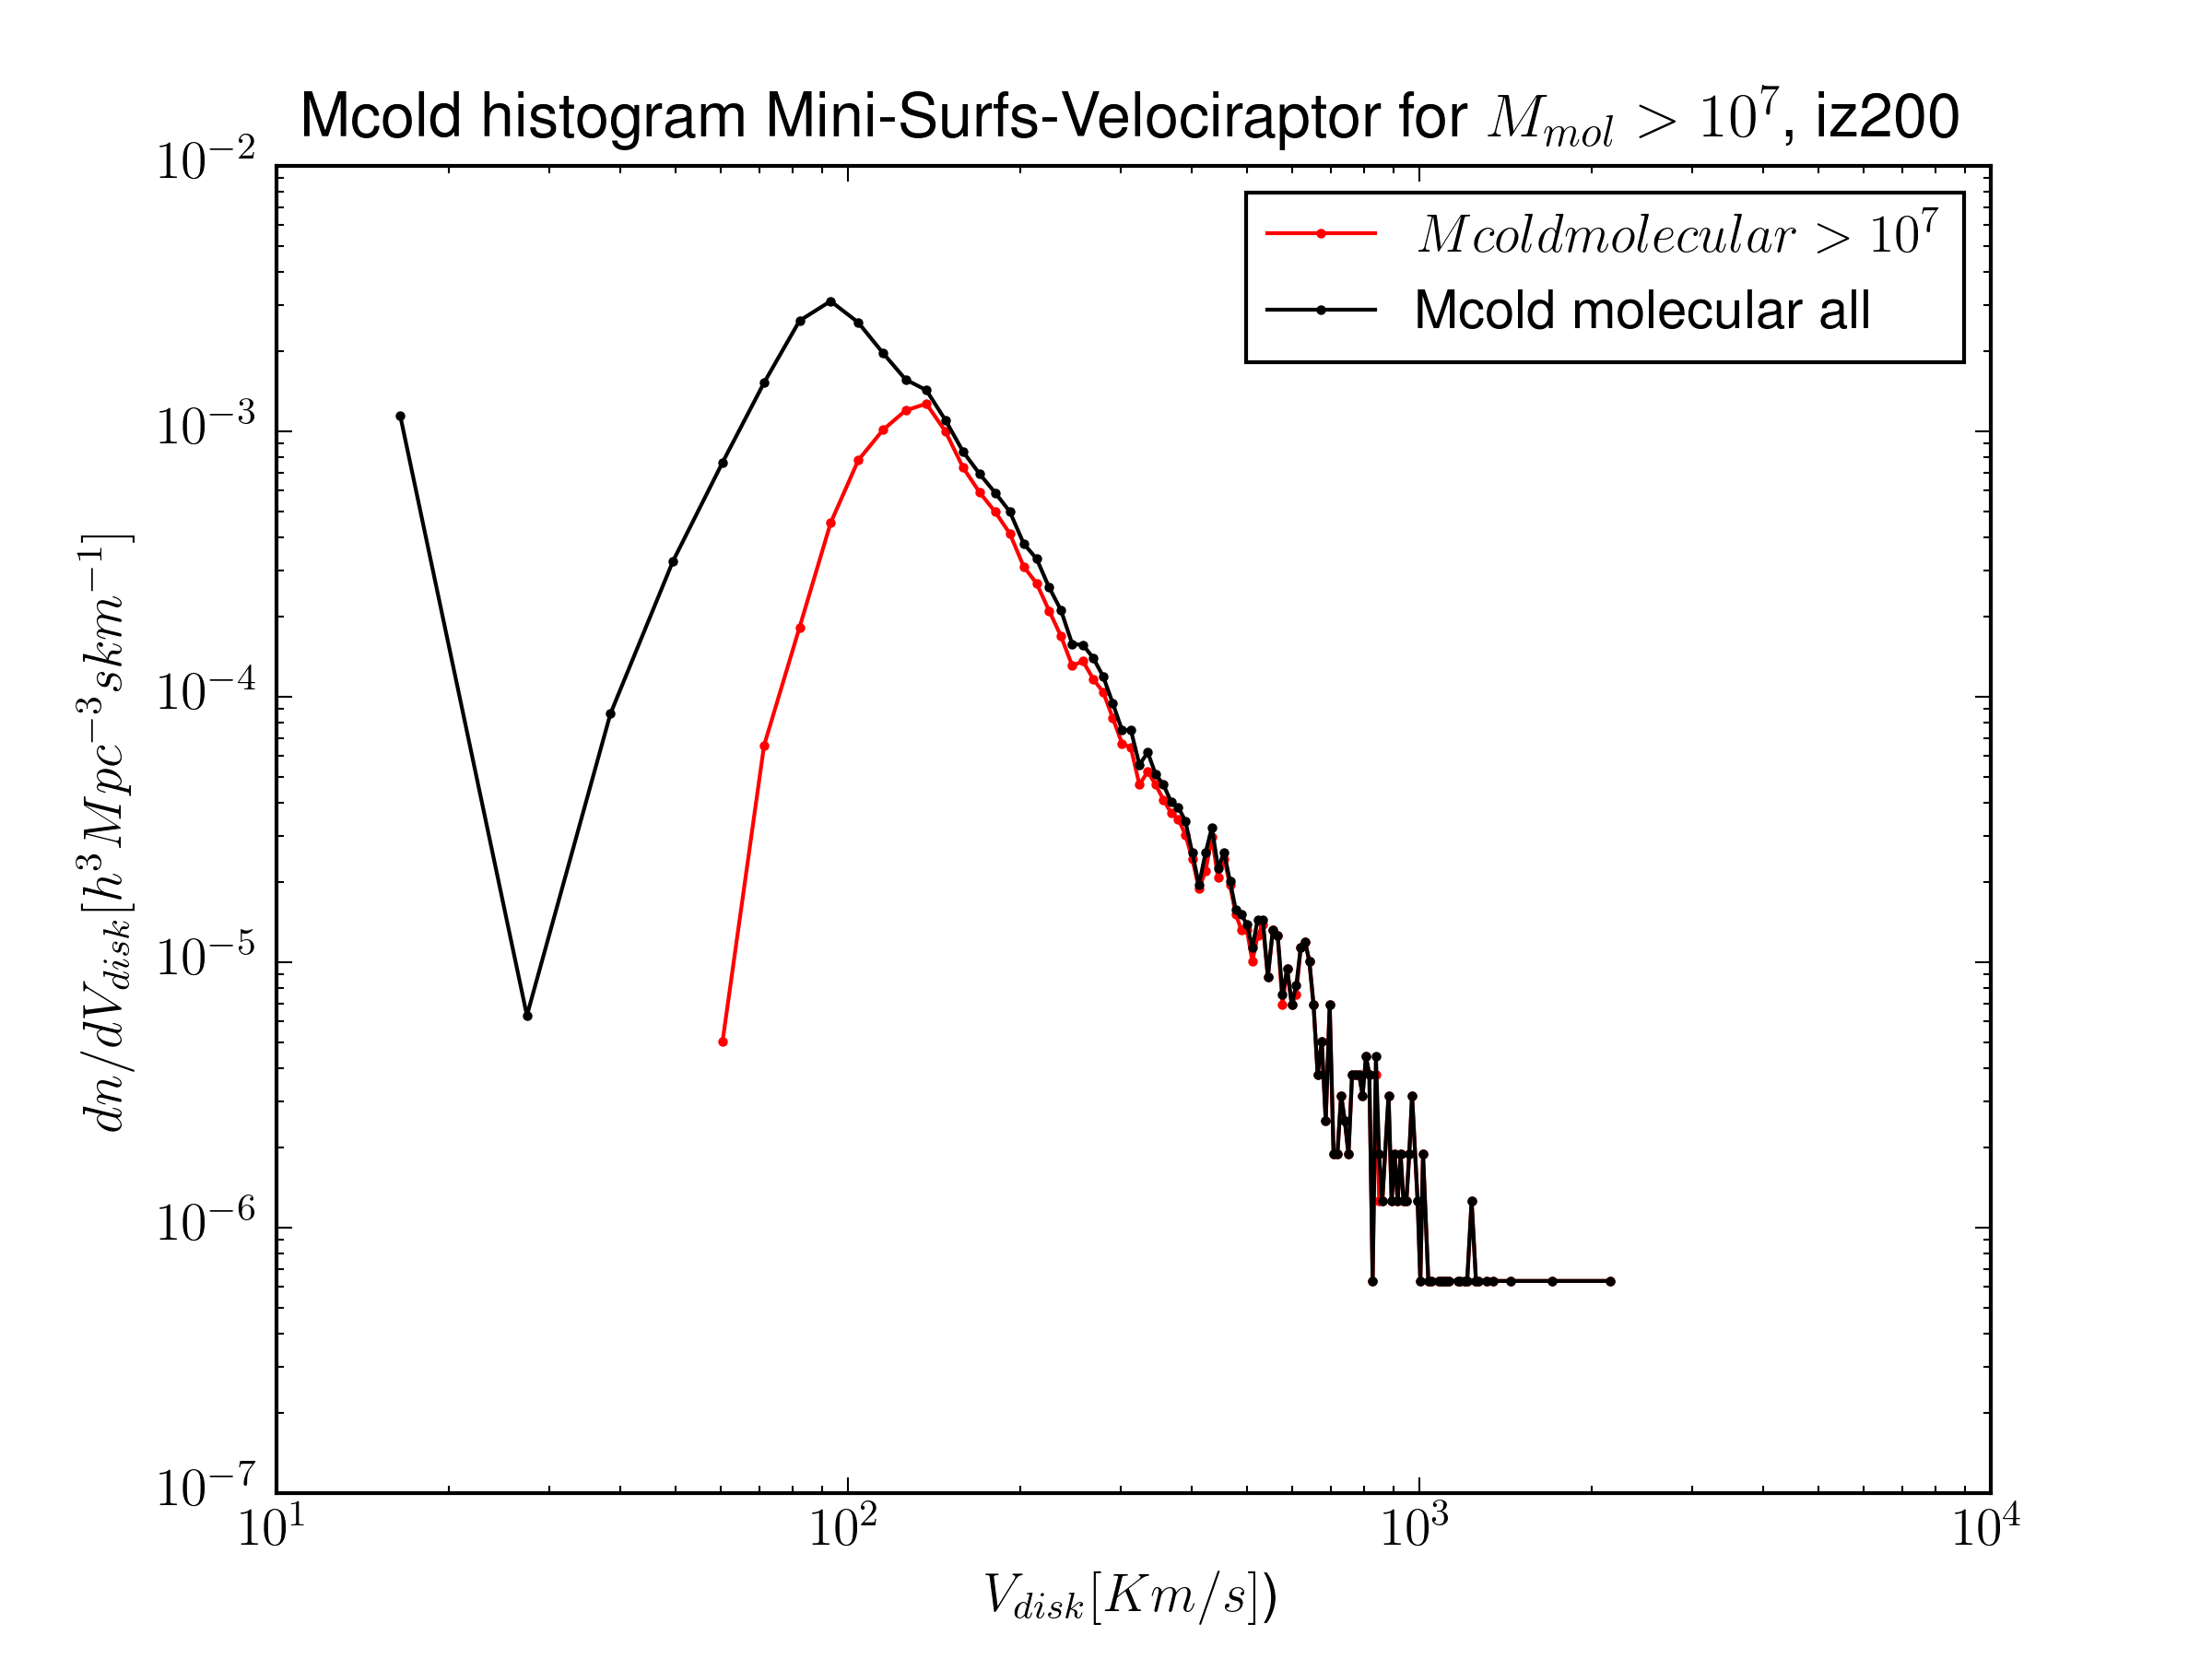 Mcold histogram Mini-Surfs-Velociraptor for $M_{mol} > 10^7$, iz200
$Mcoldmolecular > 10^7$
Mcold molecular all
$10^{-2}$
$10^{-3}$
$10^{-4}$
$10^{-5}$
$10^{-6}$
$10^{-7}$
$dn/dV_{disk}[h^3Mpc^{-3}skm^{-1}]$
$10^1$ $10^2$ $10^3$ $10^4$
$V_{disk}[Km/s]$)